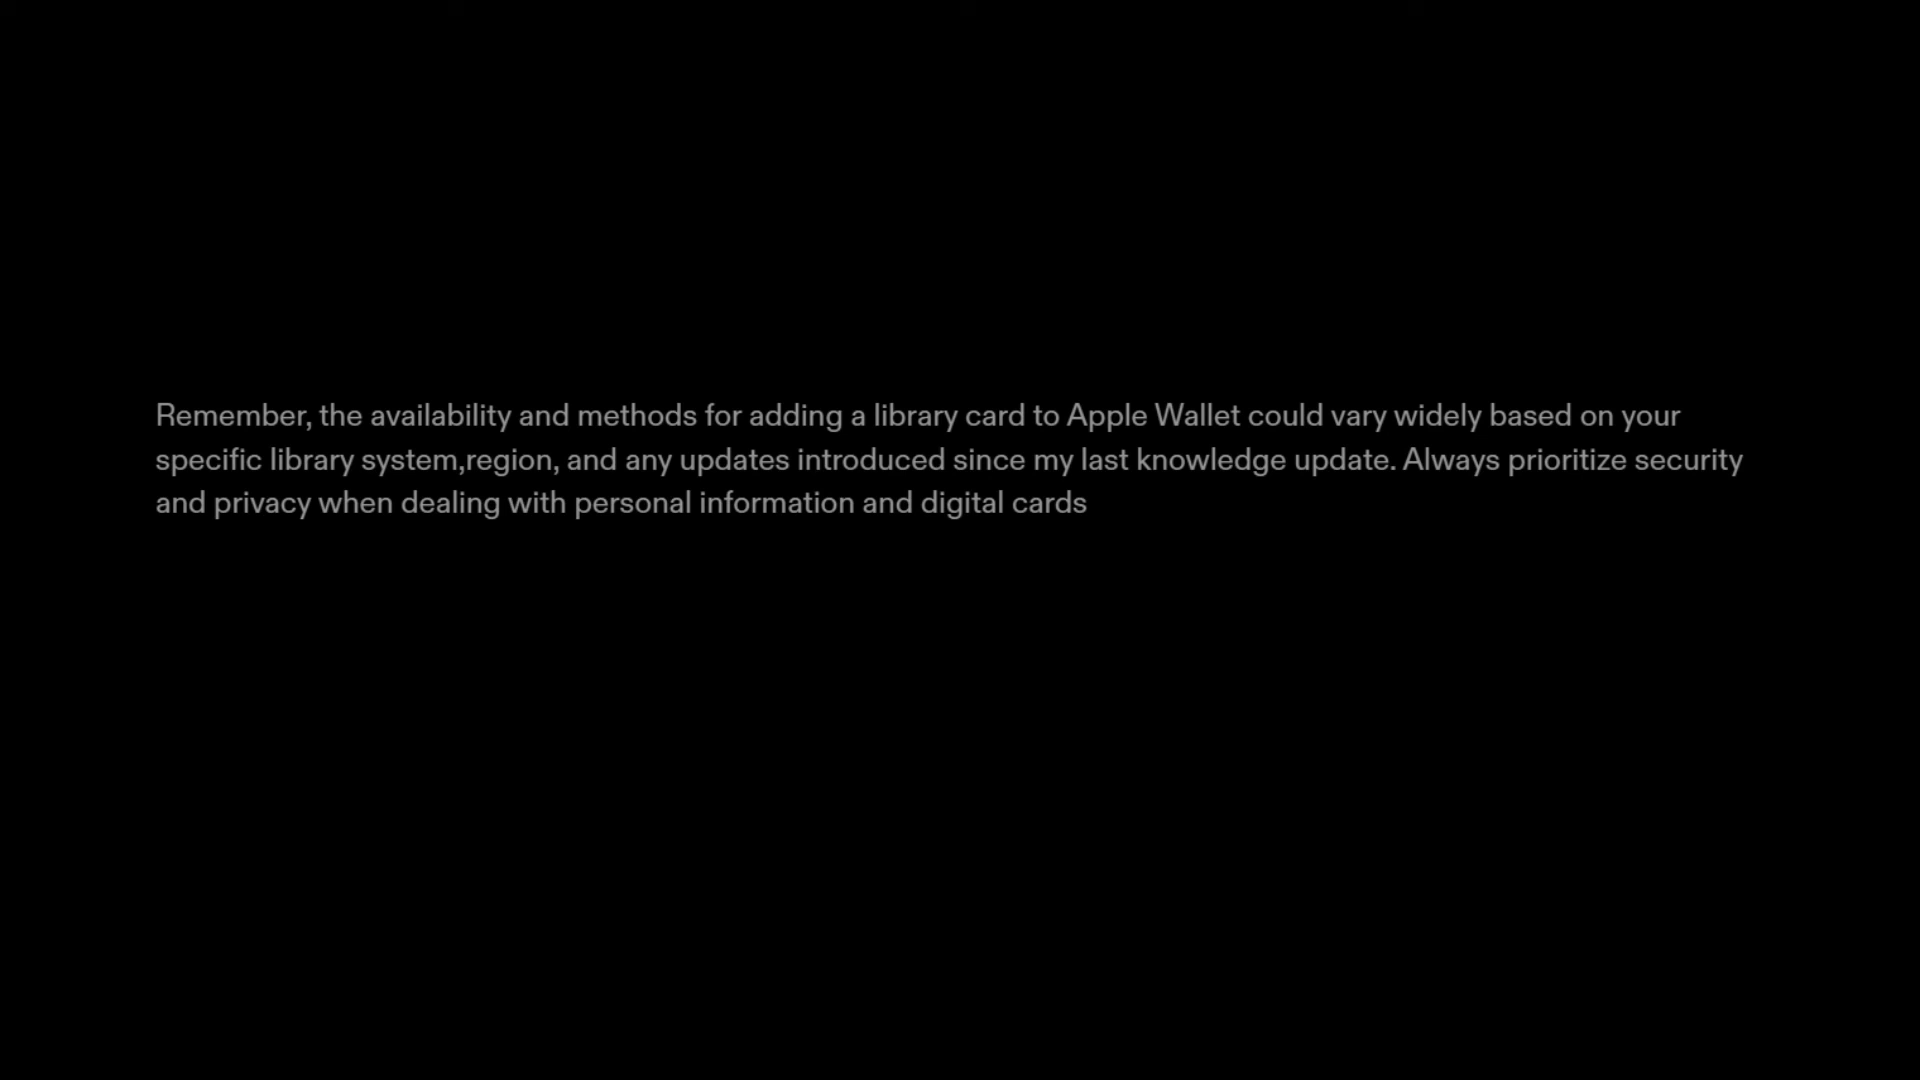 Remember, the availability and methods for adding a library card to Apple Wallet could vary widely based on your
specific library system,region, and any updates introduced since my last knowledge update. Always prioritize security
and privacy when dealing with personal information and digital cards